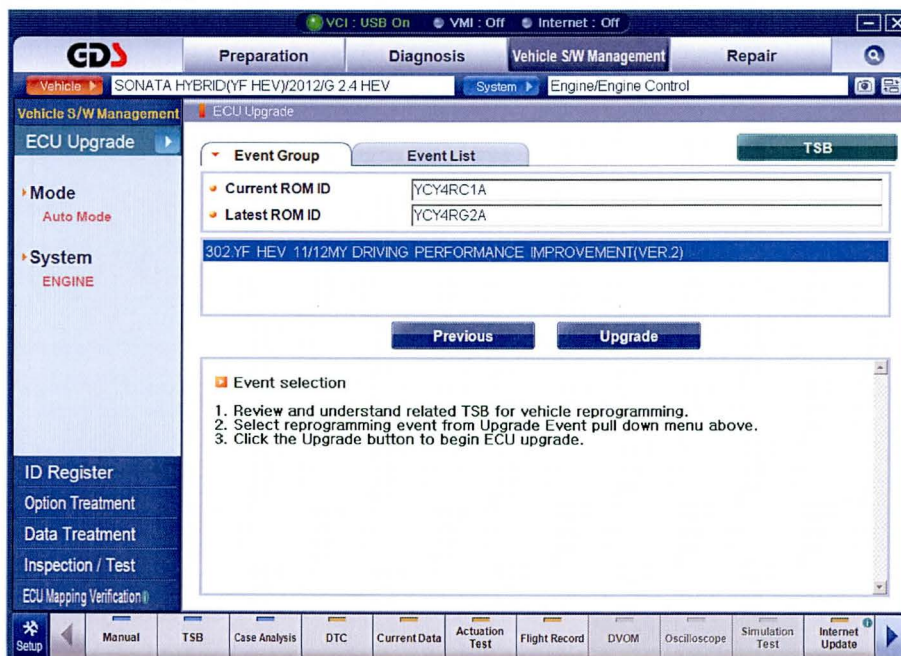 VCI : USB On VMI : Off Internet : Off
GDS Preparation Diagnosis Vehicle S/W Management Repair
Vehicle SONATA HYBRID(YF HEV)/2012/G 2.4 HEV System Engine/Engine Control
Vehicle S/W Management ECU Upgrade
ECU Upgrade
Event Group Event List TSB
Mode
Auto Mode
System
ENGINE
Current ROM ID YCY4RC1A
Latest ROM ID YCY4RG2A
302.YF HEV 11/12MY DRIVING PERFORMANCE IMPROVEMENT(VER.2)
Previous Upgrade
Event selection
1. Review and understand related TSB for vehicle reprogramming.
2. Select reprogramming event from Upgrade Event pull down menu above.
3. Click the Upgrade button to begin ECU upgrade.
ID Register
Option Treatment
Data Treatment
Inspection / Test
ECU Mapping Verification
Setup Manual TSB Case Analysis DTC Current Data Actuation Test Flight Record DVOM Oscilloscope Simulation Test Internet Update